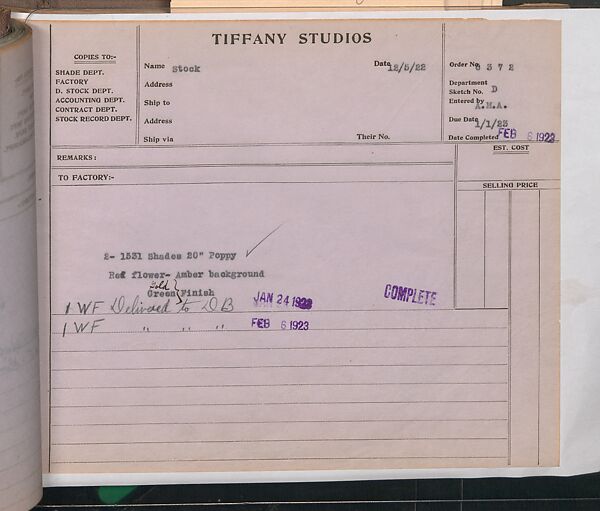 TIFFANY STUDIOS
COPIES TO:-
SHADE DEPT.
FACTORY
D. STOCK DEPT.
ACCOUNTING DEPT.
CONTRACT DEPT.
STOCK RECORD DEPT.
Name Stock
Date 12/5/22
Address
Ship to
Address
Ship via
Their No.
Order No 8372
Department
Sketch No. D
Entered by A.M.A.
Due Date 1/1/23
Date Completed FEB 6 1923
REMARKS:
EST. COST
TO FACTORY:-
SELLING PRICE
2- 1531 Shades 20" Poppy
Red flower- Amber background
Gold
Green Finish
1 WF Delivered to DB JAN 24 1923
COMPLETE
1 WF " " " FEB 6 1923